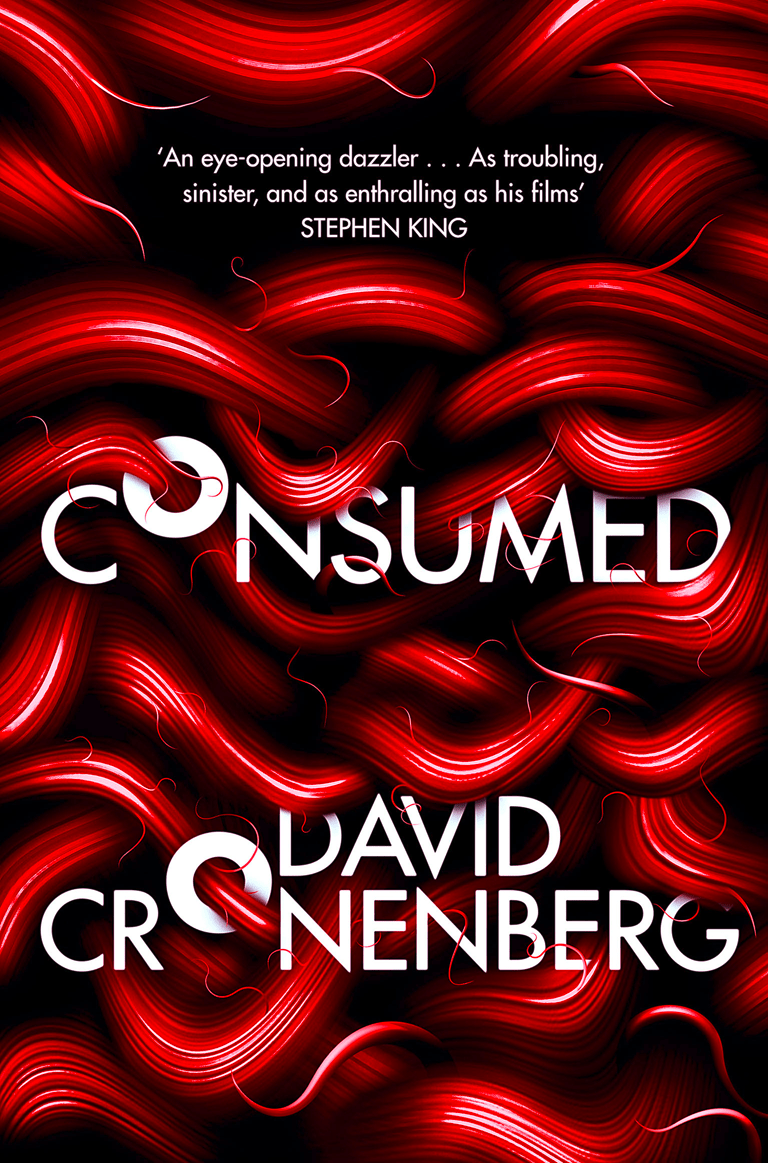 ‘An eye-opening dazzler . . . As troubling,
sinister, and as enthralling as his films’
STEPHEN KING
CONSUMED
DAVID
CRONENBERG